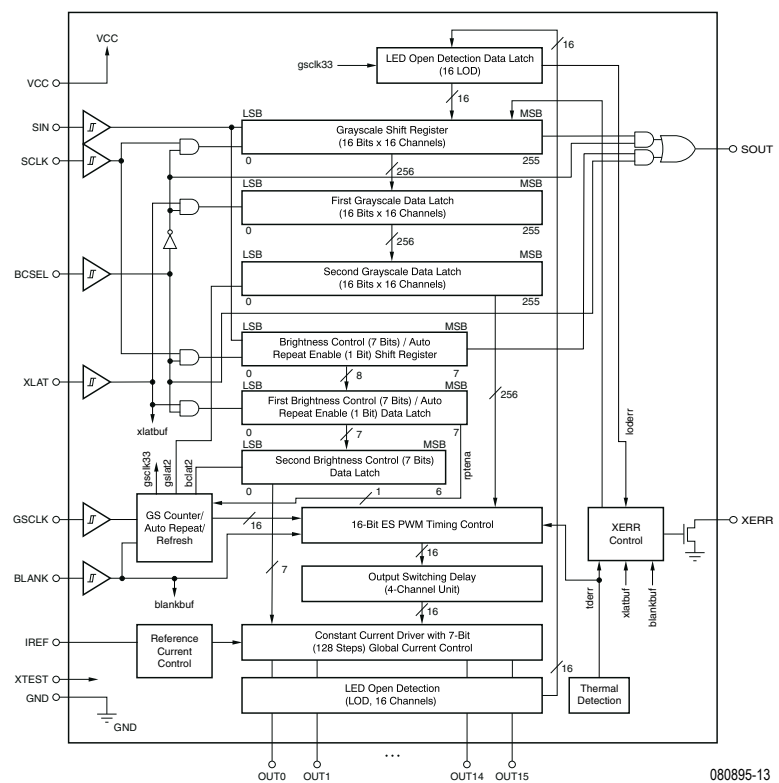 VCC
16
LED Open Detection Data Latch
(16 LOD)
gsclk33
VCC
16
SIN
LSB
MSB
Grayscale Shift Register
(16 Bits x 16 Channels)
SOUT
SCLK
0
255
256
LSB
MSB
First Grayscale Data Latch
(16 Bits x 16 Channels)
0
255
256
LSB
MSB
BCSEL
Second Grayscale Data Latch
(16 Bits x 16 Channels)
0
255
LSB
MSB
Brightness Control (7 Bits) / Auto
Repeat Enable (1 Bit) Shift Register
0
7
8
XLAT
LSB
MSB
256
First Brightness Control (7 Bits) / Auto
Repeat Enable (1 Bit) Data Latch
xlatbuf
0
7
7
loderr
gsclk33
gslat2
bclat2
LSB
MSB
rptena
Second Brightness Control (7 Bits)
Data Latch
0
6
1
GSCLK
GS Counter/
Auto Repeat/
Refresh
16
16-Bit ES PWM Timing Control
XERR
Control
XERR
16
BLANK
blankbuf
7
Output Switching Delay
(4-Channel Unit)
tderr
xlatbuf
blankbuf
16
IREF
Reference
Current
Control
Constant Current Driver with 7-Bit
(128 Steps) Global Current Control
16
XTEST
GND
GND
LED Open Detection
(LOD, 16 Channels)
Thermal
Detection
...
OUT0
OUT1
OUT14
OUT15
080895-13